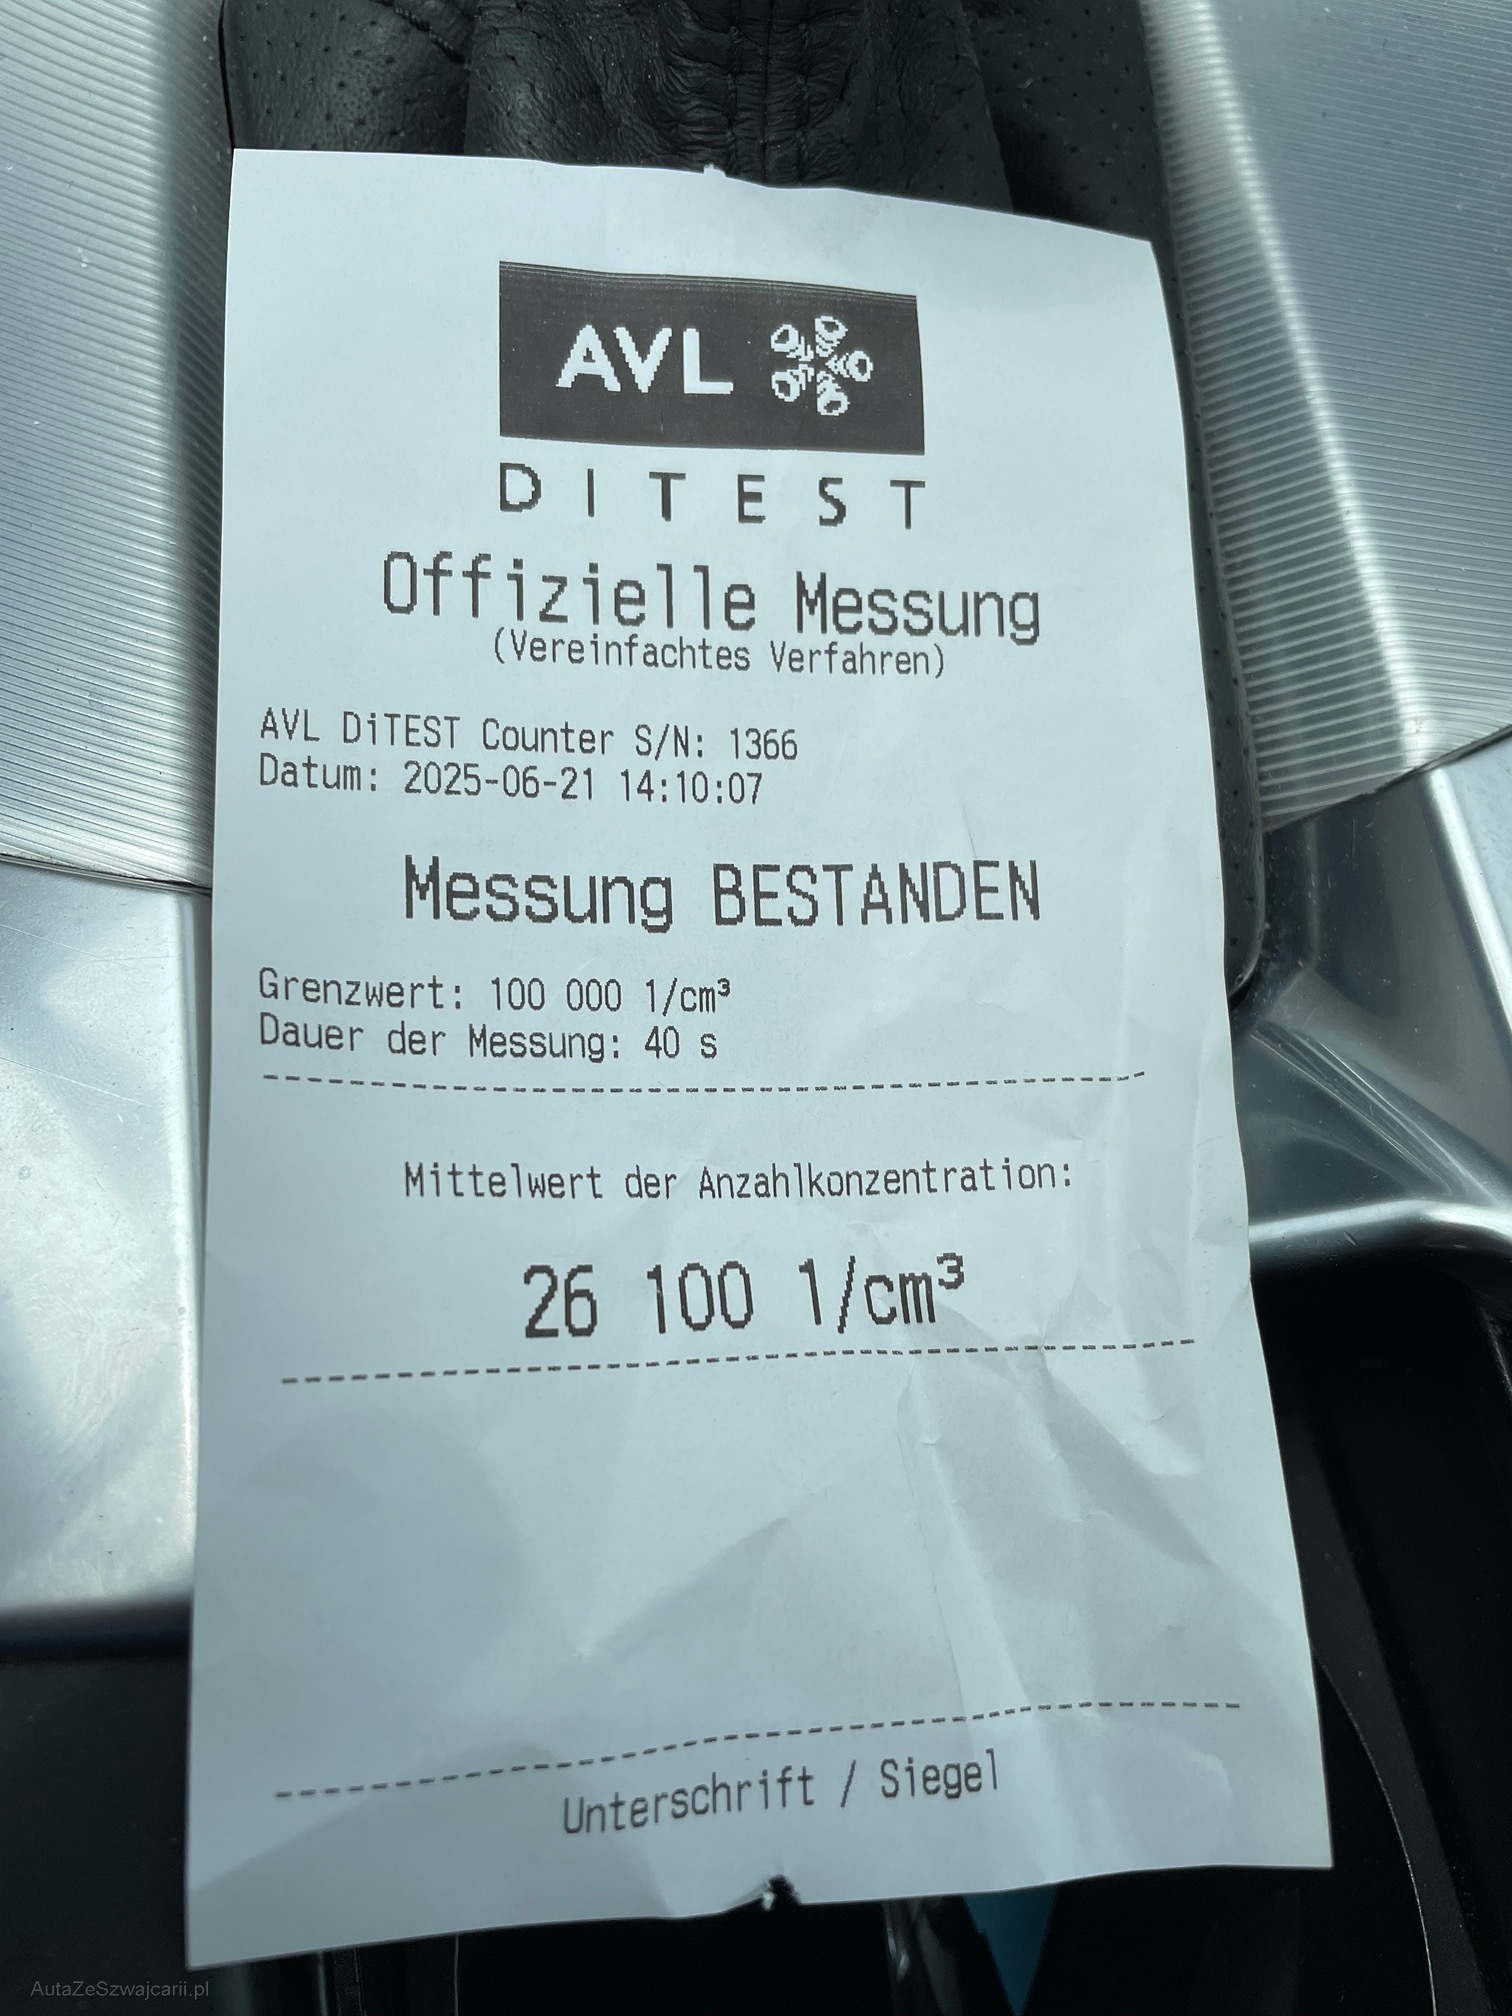 AVL
DITEST
Offizielle Messung
(Vereinfachtes Verfahren)
AVL DiTEST Counter S/N: 1366
Datum: 2025-06-21 14:10:07
Messung BESTANDEN
Grenzwert: 100 000 1/cm³
Dauer der Messung: 40 s
Mittelwert der Anzahlkonzentration:
26 100 1/cm³
Unterschrift / Siegel
AutaZeSzwajcarii.pl